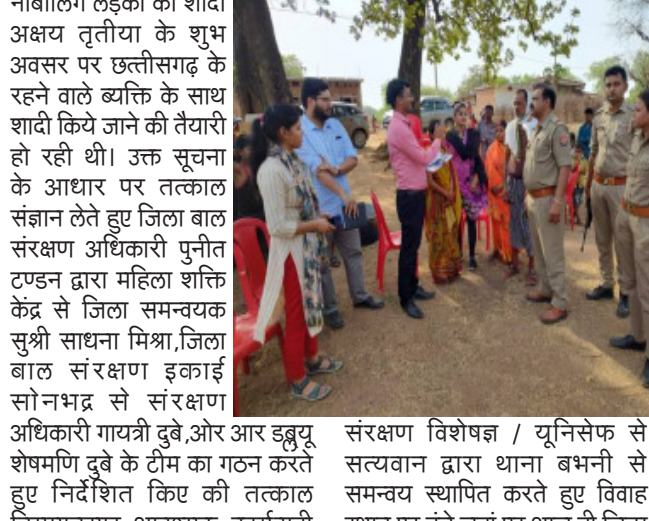 नाबालिग लड़की की शादी
अक्षय तृतीया के शुभ
अवसर पर छत्तीसगढ़ के
रहने वाले ब्यक्ति के साथ
शादी किये जाने की तैयारी
हो रही थी। उक्त सूचना
के आधार पर तत्काल
संज्ञान लेते हुए जिला बाल
संरक्षण अधिकारी पुनीत
टण्डन द्वारा महिला शक्ति
केंद्र से जिला समन्वयक
सुश्री साधना मिश्रा,जिला
बाल संरक्षण इकाई
सोनभद्र से संरक्षण
अधिकारी गायत्री दुबे,ओर आर डब्लूयू
शेषमणि दुबे के टीम का गठन करते
हुए निर्देशित किए की तत्काल
संरक्षण विशेषज्ञ / यूनिसेफ से
सत्यवान द्वारा थाना बभनी से
समन्वय स्थापित करते हुए विवाह